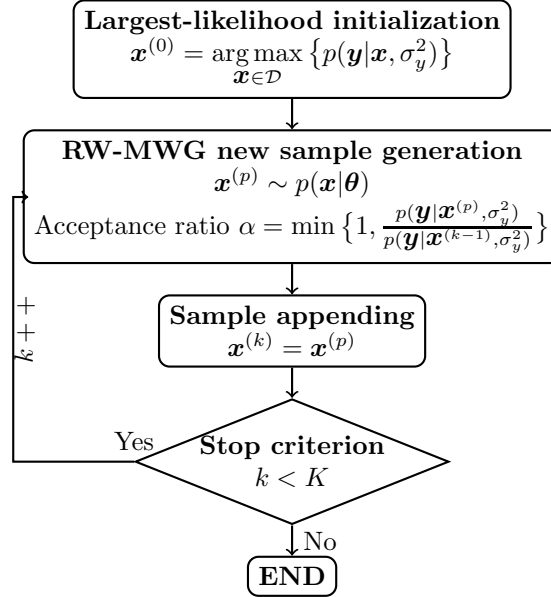 Largest-likelihood initialization
𝒙^{(0)} = arg max_{𝒙∈𝒟} {p(𝒚|𝒙, σ_y^2)}
RW-MWG new sample generation
𝒙^{(p)} ∼ p(𝒙|𝜽)
Acceptance ratio α = min {1, \frac{p(𝒚|𝒙^{(p)},σ_y^2)}{p(𝒚|𝒙^{(k−1)},σ_y^2)}}
Sample appending
𝒙^{(k)} = 𝒙^{(p)}
k + +
Yes
Stop criterion
k < K
No
END